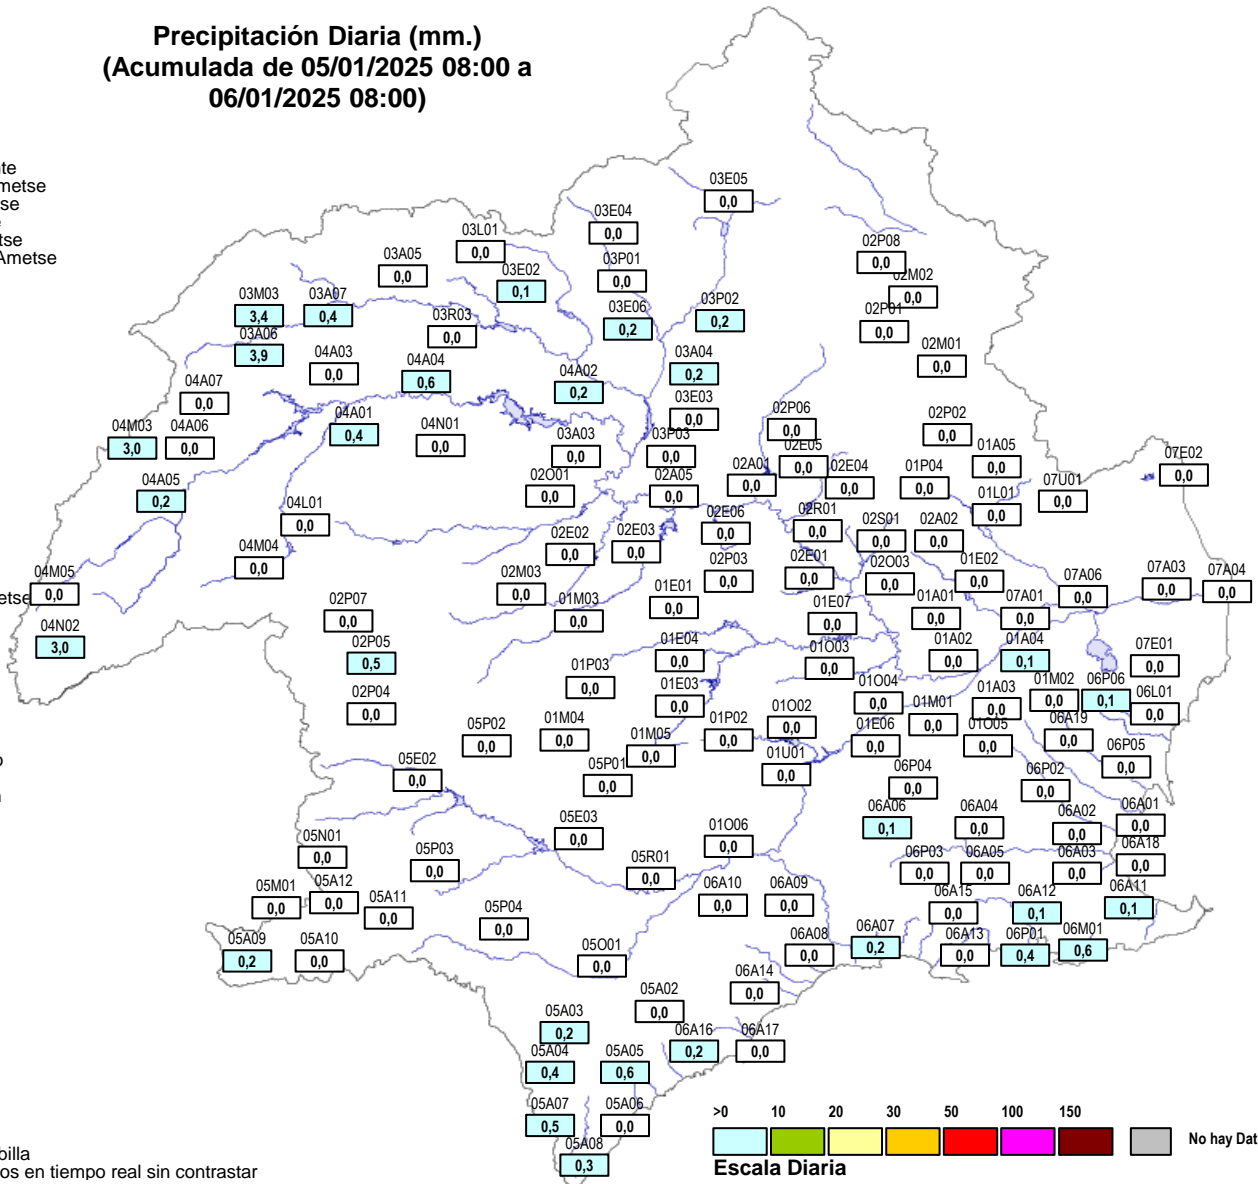 Precipitación Diaria (mm.)
(Acumulada de 05/01/2025 08:00 a
06/01/2025 08:00)
03E05
0,0
03E04
0,0
03L01
0,0
03A05
0,0
03P01
0,0
02P08
0,0
02M02
0,0
03E02
0,1
03M03
3,4
03A07
0,4
03R03
0,0
03E06
0,2
03P02
0,2
02P01
0,0
03A06
3,9
04A03
0,0
04A04
0,6
04A02
0,2
03A04
0,2
02M01
0,0
04A07
0,0
03E03
0,0
04M03
3,0
04A06
0,0
04A01
0,4
04N01
0,0
03A03
0,0
03P03
0,0
02P06
0,0
02E05
0,0
02P02
0,0
01A05
0,0
07E02
0,0
04A05
0,2
02O01
0,0
02A05
0,0
02A01
0,0
02E04
0,0
01P04
0,0
01L01
0,0
07U01
0,0
04L01
0,0
02E06
0,0
02R01
0,0
02S01
0,0
02A02
0,0
04M04
0,0
02E02
0,0
02E03
0,0
02P03
0,0
02E01
0,0
02O03
0,0
01E02
0,0
04M05
0,0
02M03
0,0
01M03
0,0
01E01
0,0
01E07
0,0
01A01
0,0
07A01
0,0
07A06
0,0
07A03
0,0
07A04
0,0
02P07
0,0
04N02
3,0
02P05
0,5
01P03
0,0
01E04
0,0
01O03
0,0
01A02
0,0
01A04
0,1
07E01
0,0
02P04
0,0
01E03
0,0
01O04
0,0
01M01
0,0
01A03
0,0
01M02
0,0
06P06
0,1
06L01
0,0
05P02
0,0
01M04
0,0
01M05
0,0
01P02
0,0
01O02
0,0
01E06
0,0
01O05
0,0
06A19
0,0
06P05
0,0
05E02
0,0
05P01
0,0
01U01
0,0
06P04
0,0
06P02
0,0
05E03
0,0
01O06
0,0
06A06
0,1
06A04
0,0
06A02
0,0
06A01
0,0
05N01
0,0
05P03
0,0
05R01
0,0
06P03
0,0
06A05
0,0
06A03
0,0
06A18
0,0
05M01
0,0
05A12
0,0
05A11
0,0
06A10
0,0
06A09
0,0
06A15
0,0
06A12
0,1
06A11
0,1
05P04
0,0
05A09
0,2
05A10
0,0
05O01
0,0
06A08
0,0
06A07
0,2
06A13
0,0
06P01
0,4
06M01
0,6
06A14
0,0
05A02
0,0
05A03
0,2
06A16
0,2
06A17
0,0
05A04
0,4
05A05
0,6
05A07
0,5
05A06
0,0
05A08
0,3
>0 10 20 30 50 100 150
No hay Dat
Escala Diaria
nte
metse
tse
Ametse
etse
billa
os en tiempo real sin contrastar